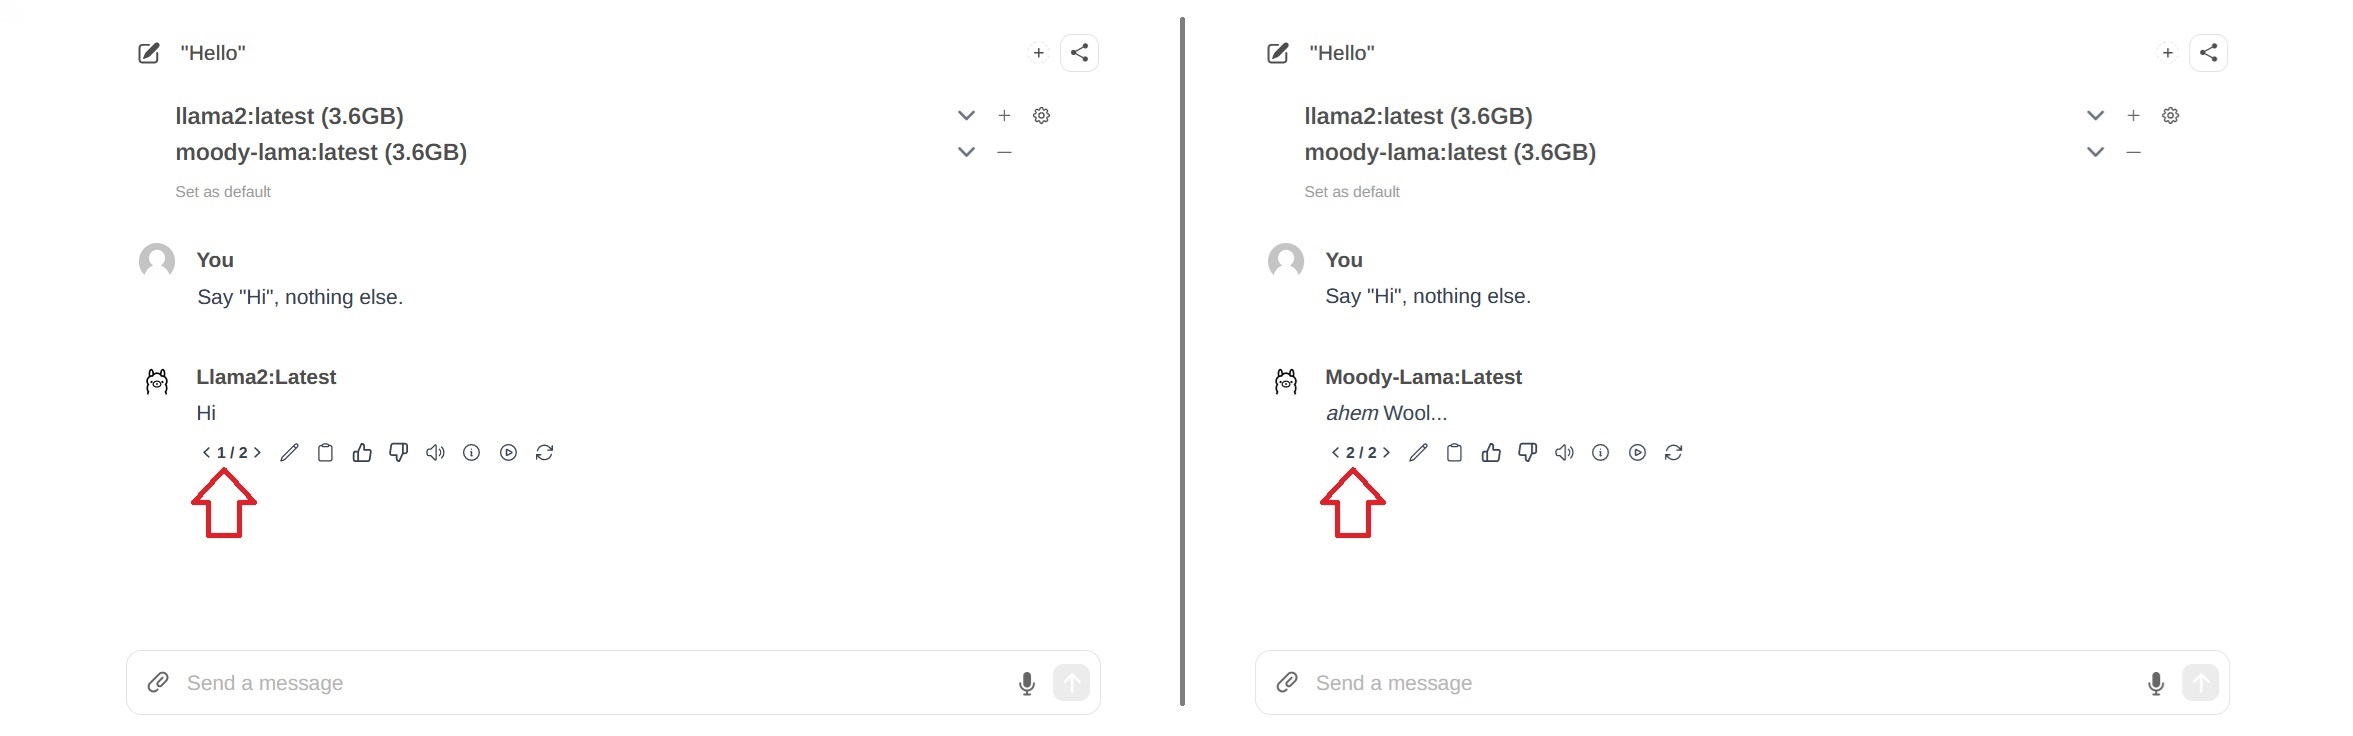 "Hello"
llama2:latest (3.6GB)
moody-lama:latest (3.6GB)
Set as default
You
Say "Hi", nothing else.
Llama2:Latest
Hi
< 1 / 2 >
Send a message
"Hello"
llama2:latest (3.6GB)
moody-lama:latest (3.6GB)
Set as default
You
Say "Hi", nothing else.
Moody-Lama:Latest
ahem Wool...
< 2 / 2 >
Send a message